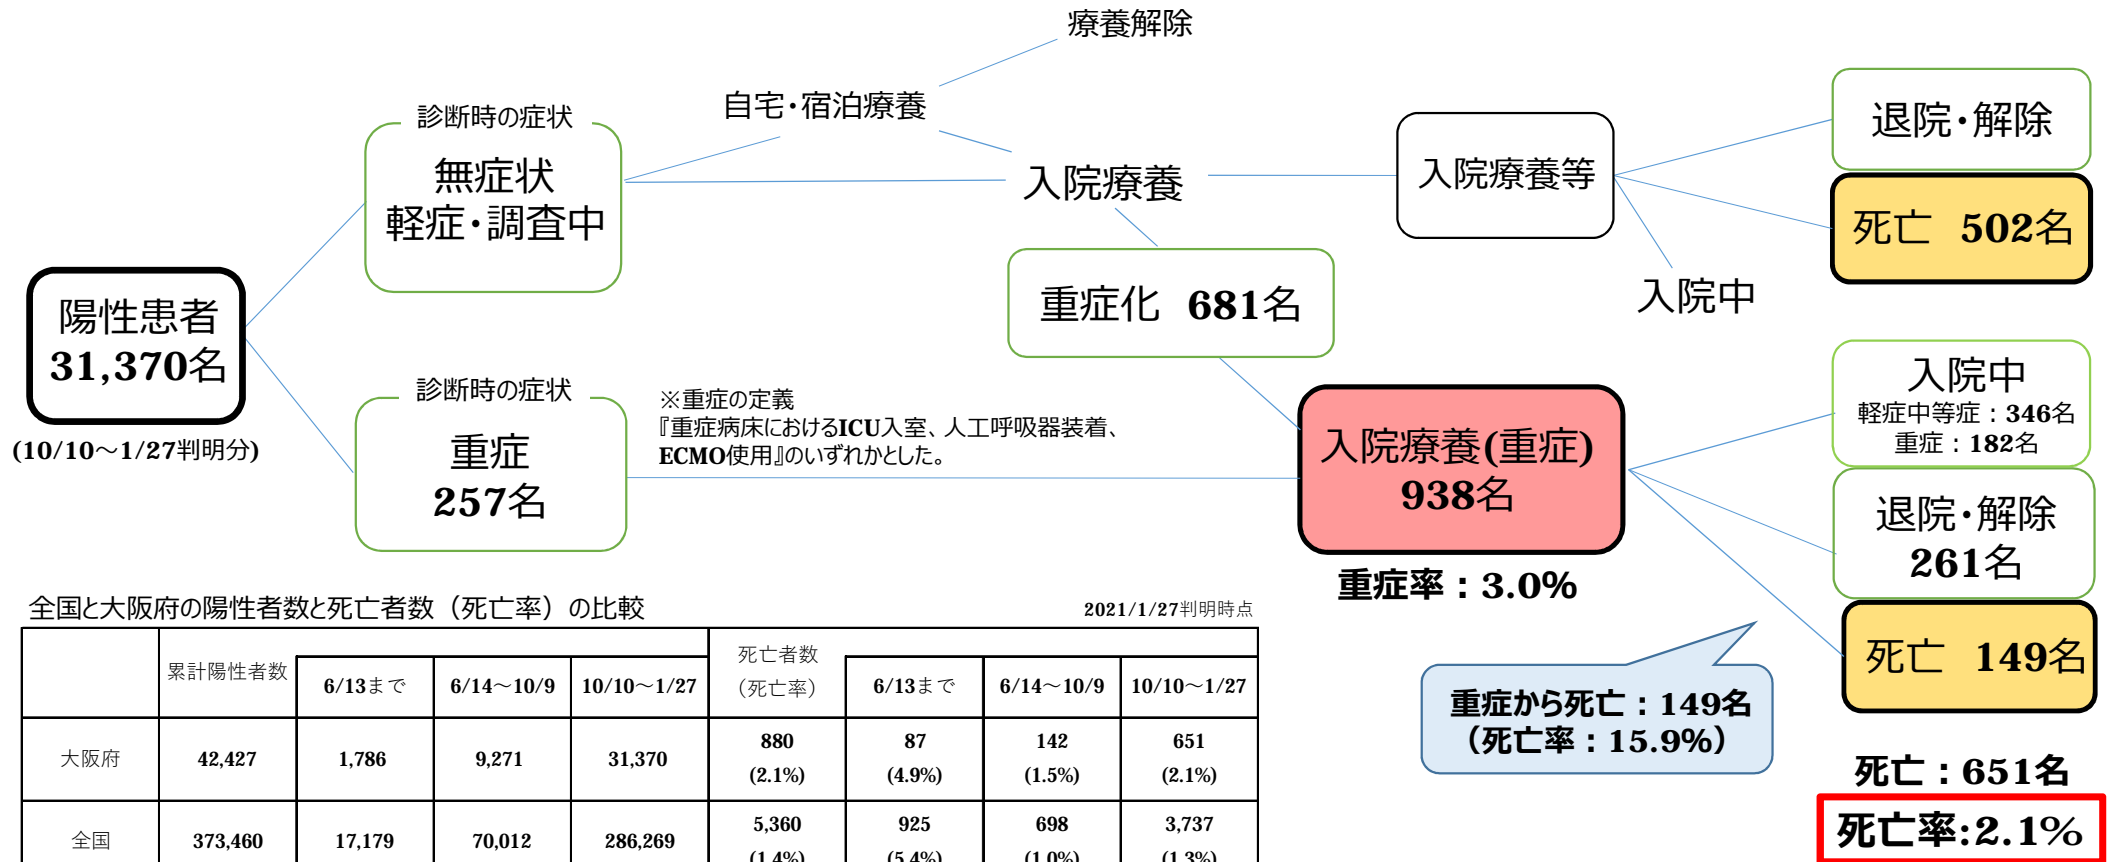 療養解除
自宅・宿泊療養
診断時の症状
無症状
軽症・調査中
入院療養
入院療養等
退院・解除
死亡 502名
入院中
重症化 681名
陽性患者
31,370名
(10/10～1/27判明分)
診断時の症状
重症
257名
※重症の定義
『重症病床におけるICU入室、人工呼吸器装着、
ECMO使用』のいずれかとした。
入院療養(重症)
938名
重症率：3.0%
入院中
軽症中等症：346名
重症：182名
退院・解除
261名
死亡 149名
重症から死亡：149名
（死亡率：15.9%）
死亡：651名
死亡率:2.1%
全国と大阪府の陽性者数と死亡者数（死亡率）の比較
2021/1/27判明時点
累計陽性者数 6/13まで 6/14～10/9 10/10～1/27 死亡者数（死亡率） 6/13まで 6/14～10/9 10/10～1/27
大阪府 42,427 1,786 9,271 31,370 880 (2.1%) 87 (4.9%) 142 (1.5%) 651 (2.1%)
全国 373,460 17,179 70,012 286,269 5,360 (1.4%) 925 (5.4%) 698 (1.0%) 3,737 (1.3%)